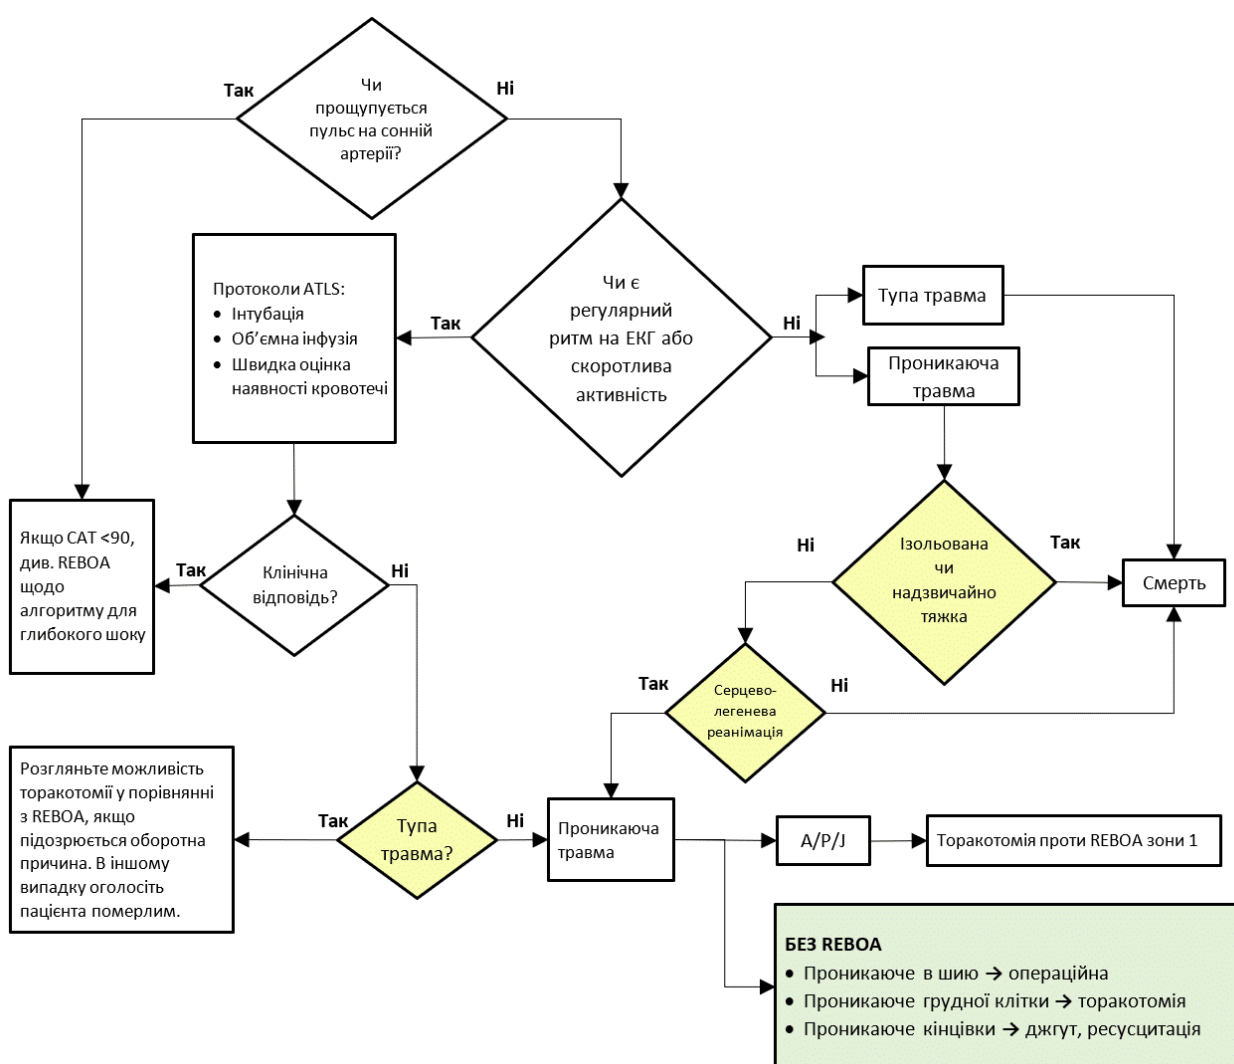 Так
Чи
прощупується
пульс на сонній
артерії?
Ні
Протоколи ATLS:
• Інтубація
• Об’ємна інфузія
• Швидка оцінка
наявності кровотечі
Так
Чи є
регулярний
ритм на ЕКГ або
скоротлива
активність
Ні
Тупа травма
Проникаюча
травма
Якщо САТ <90,
див. REBOA
щодо
алгоритму для
глибокого шоку
Так
Клінічна
відповідь?
Ні
Ні
Ізольована
чи
надзвичайно
тяжка
Так
Смерть
Так
Серцево-
легенева
реанімація
Ні
Розгляньте можливість
торакотомії у порівнянні
з REBOA, якщо
підозрюється оборотна
причина. В іншому
випадку оголосіть
пацієнта померлим.
Так
Тупа
травма?
Ні
Проникаюча
травма
A/P/J
Торакотомія проти REBOA зони 1
БЕЗ REBOA
• Проникаюче в шию → операційна
• Проникаюче грудної клітки → торакотомія
• Проникаюче кінцівки → джгут, ресусцитація